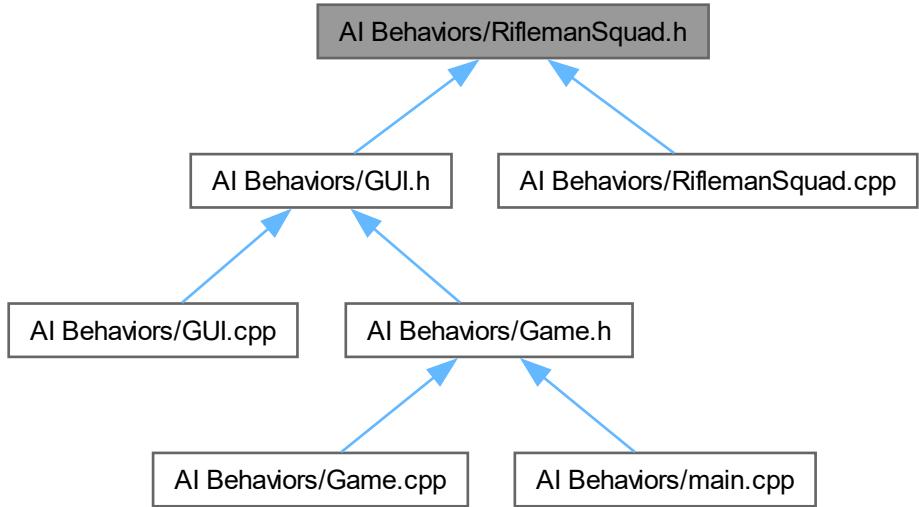 AI Behaviors/RiflemanSquad.h
AI Behaviors/GUI.h
AI Behaviors/RiflemanSquad.cpp
AI Behaviors/GUI.cpp
AI Behaviors/Game.h
AI Behaviors/Game.cpp
AI Behaviors/main.cpp